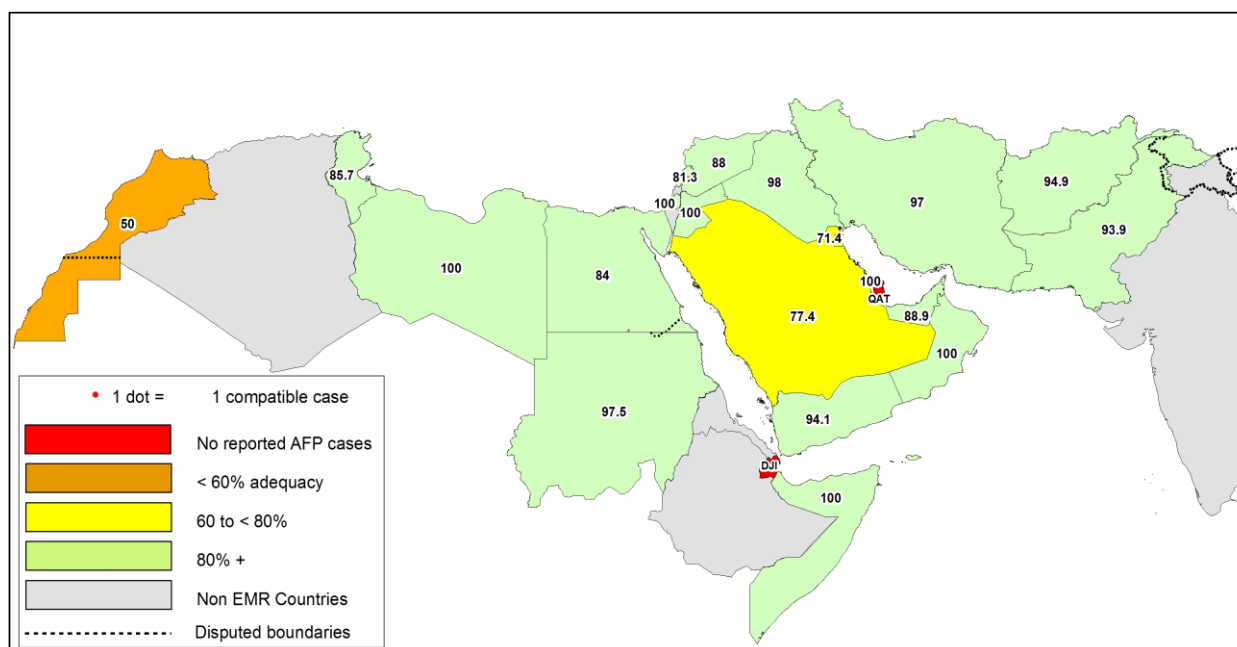 88
85.7
81.3
98
94.9
97
100
100
50
93.9
71.4
100
84
100
QAT
77.4
88.9
100
97.5
94.1
DJI
100
1 dot = 1 compatible case
No reported AFP cases
< 60% adequacy
60 to < 80%
80% +
Non EMR Countries
Disputed boundaries